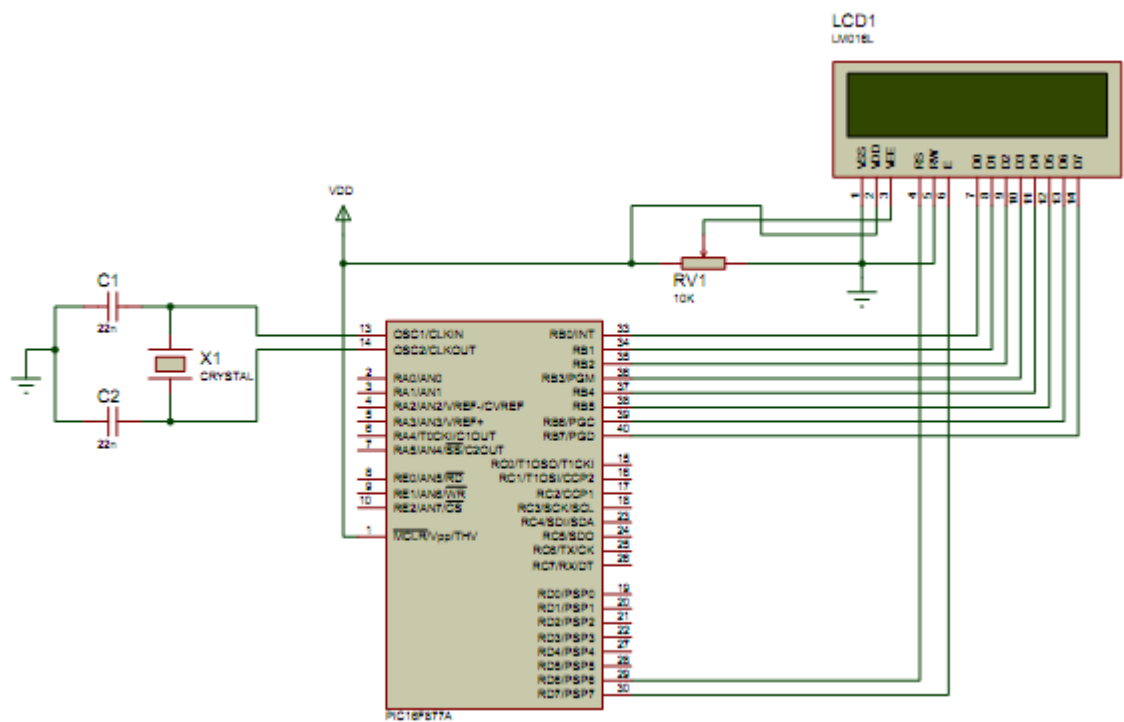 LCD1
LM016L
VSS
VDD
VEE
RS
RW
E
D0
D1
D2
D3
D4
D5
D6
D7
1
2
3
4
5
6
7
8
9
10
11
12
13
14
VDD
RV1
10K
C1
22n
X1
CRYSTAL
C2
22n
13 OSC1/CLKIN RB0/INT 33
14 OSC2/CLKOUT RB1 34
RB2 35
2 RA0/AN0 RB3/PGM 36
3 RA1/AN1 RB4 37
4 RA2/AN2/VREF-/CVREF RB5 38
5 RA3/AN3/VREF+ RB6/PGC 39
6 RA4/T0CKI/C1OUT RB7/PGD 40
7 RA5/AN4/SS/C2OUT
RC0/T1OSO/T1CKI 15
8 RE0/AN5/RD RC1/T1OSI/CCP2 16
9 RE1/AN6/WR RC2/CCP1 17
10 RE2/AN7/CS RC3/SCK/SCL 18
RC4/SDI/SDA 23
1 MCLR/Vpp/THV RC5/SDO 24
RC6/TX/CK 25
RC7/RX/DT 26
RD0/PSP0 19
RD1/PSP1 20
RD2/PSP2 21
RD3/PSP3 22
RD4/PSP4 27
RD5/PSP5 28
RD6/PSP6 29
RD7/PSP7 30
PIC16F877A